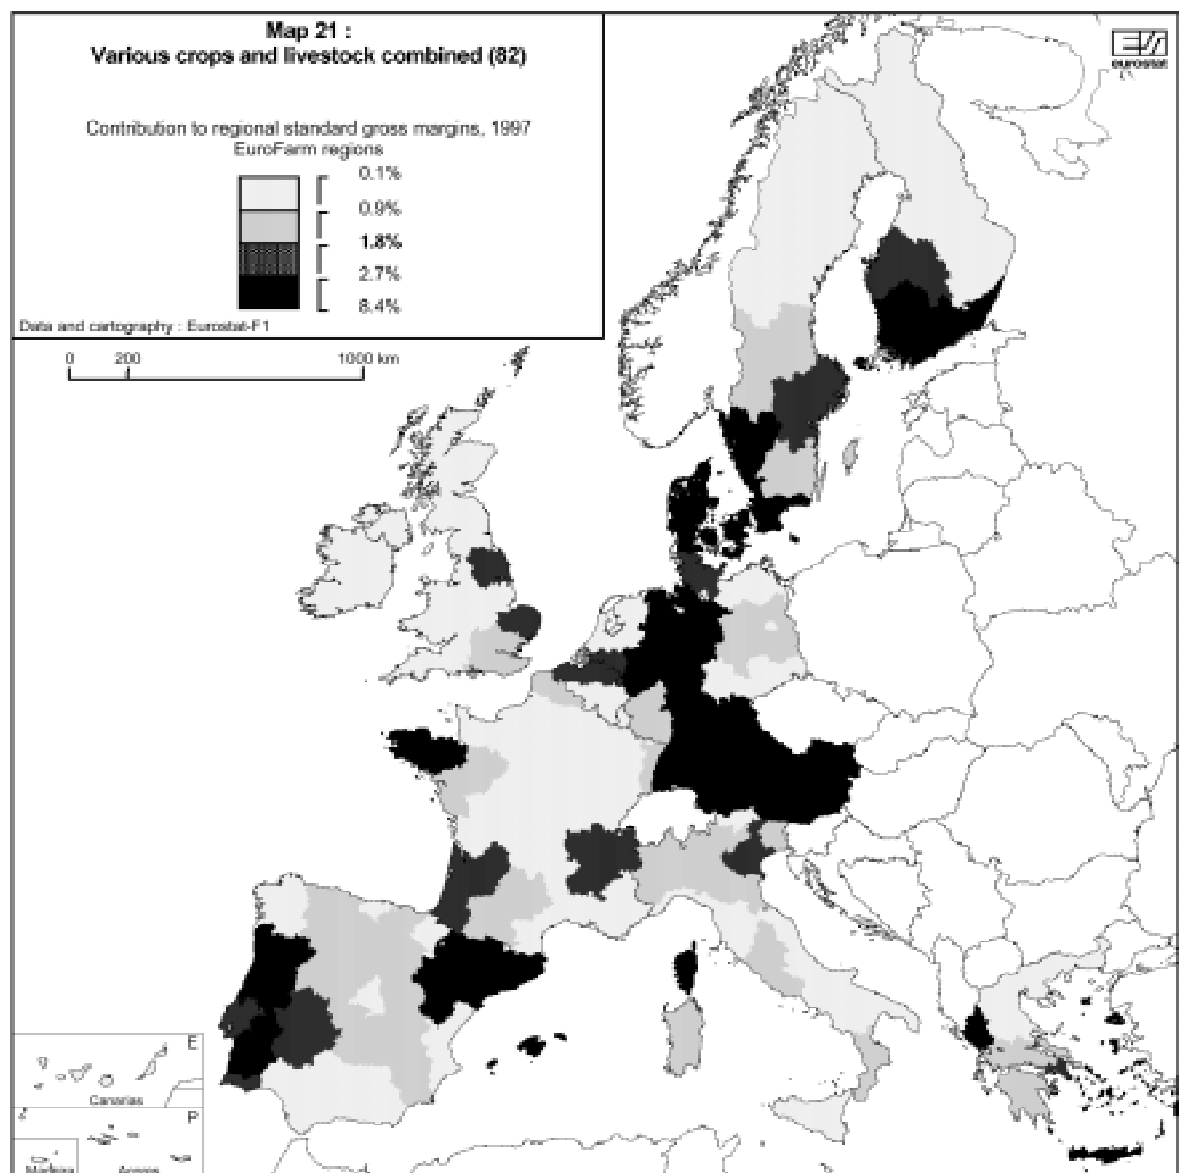 Map 21 :
Various crops and livestock combined (82)
Contribution to regional standard gross margins, 1997
EuroFarm regions
0.1%
0.9%
1.8%
2.7%
8.4%
Data and cartography : Eurostat-F1
0 200 1000 km
eurostat
E
Canarias
P
Madeira
Acores